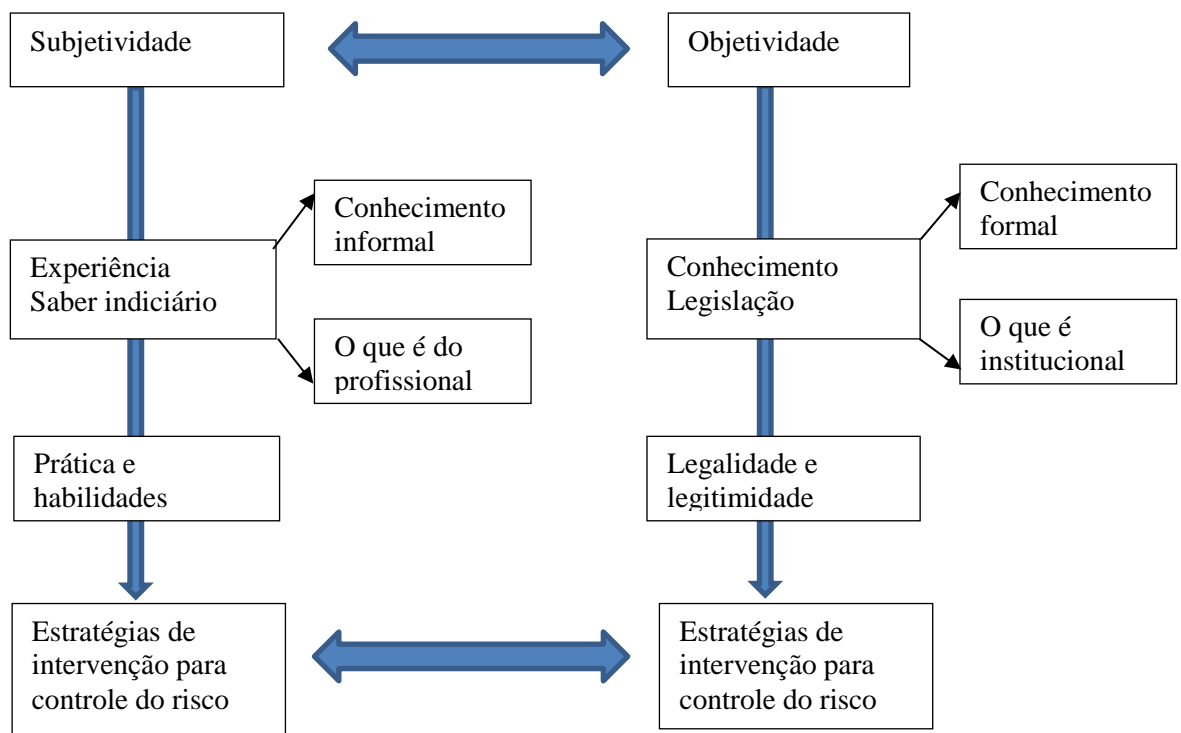 Subjetividade
Objetividade
Conhecimento
informal
Conhecimento
formal
Experiência
Saber indiciário
Conhecimento
Legislação
O que é do
profissional
O que é
institucional
Prática e
habilidades
Legalidade e
legitimidade
Estratégias de
intervenção para
controle do risco
Estratégias de
intervenção para
controle do risco